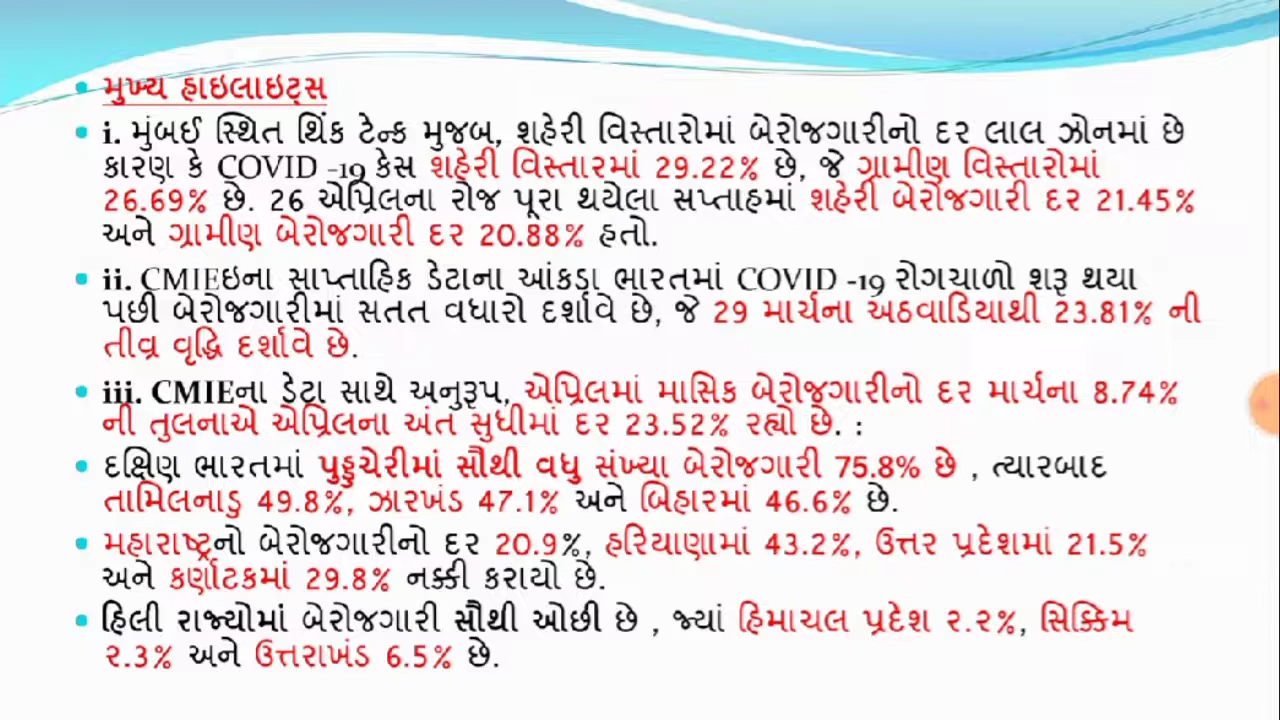 મુખ્ય હાઇલાઇટ્સ
i. મુંબઈ સ્થિત થિંક ટેન્ક મુજબ, શહેરી વિસ્તારોમાં બેરોજગારીનો દર લાલ ઝોનમાં છે
કારણ કે COVID -19 કેસ શહેરી વિસ્તારમાં 29.22% છે, જે ગ્રામીણ વિસ્તારોમાં
26.69% છે. 26 એપ્રિલના રોજ પૂરા થયેલા સપ્તાહમાં શહેરી બેરોજગારી દર 21.45%
અને ગ્રામીણ બેરોજગારી દર 20.88% હતો.
ii. CMIEઇના સાપ્તાહિક ડેટાના આંકડા ભારતમાં COVID -19 રોગચાળો શરૂ થયા
પછી બેરોજગારીમાં સતત વધારો દર્શાવે છે, જે 29 માર્ચના અઠવાડિયાથી 23.81% ની
તીવ્ર વૃદ્ધિ દર્શાવે છે.
iii. CMIEના ડેટા સાથે અનુરૂપ, એપ્રિલમાં માસિક બેરોજગારીનો દર માર્ચના 8.74%
ની તુલનાએ એપ્રિલના અંત સુધીમાં દર 23.52% રહ્યો છે. :
દક્ષિણ ભારતમાં પુડુચેરીમાં સૌથી વધુ સંખ્યા બેરોજગારી 75.8% છે , ત્યારબાદ
તામિલનાડુ 49.8%, ઝારખંડ 47.1% અને બિહારમાં 46.6% છે.
મહારાષ્ટ્રનો બેરોજગારીનો દર 20.9%, હરિયાણામાં 43.2%, ઉત્તર પ્રદેશમાં 21.5%
અને કર્ણાટકમાં 29.8% નક્કી કરાયો છે.
હિલી રાજ્યોમાં બેરોજગારી સૌથી ઓછી છે , જ્યાં હિમાચલ પ્રદેશ ૨.૨%, સિક્કિમ
૨.3% અને ઉત્તરાખંડ 6.5% છે.